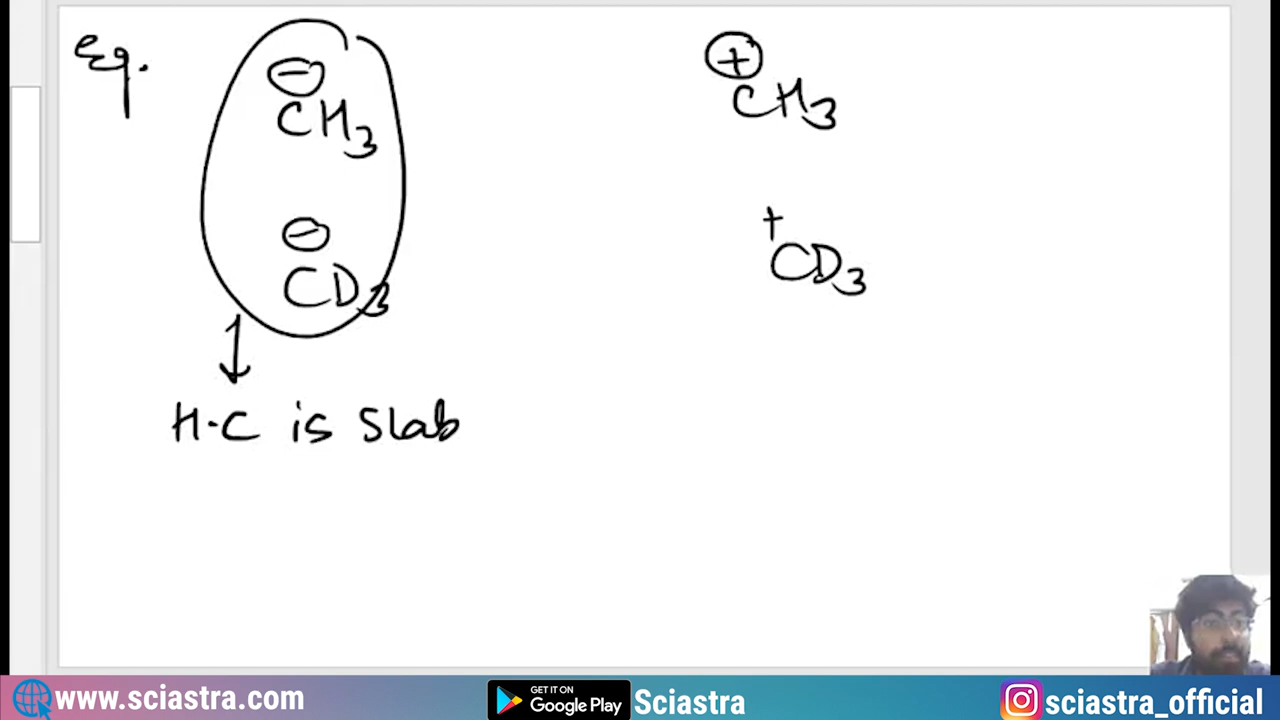 Eg.
⊖
CH3
⊖
CD3
H.C is Slab
⊕
CH3
+
CD3
www.sciastra.com
GET IT ON
Google Play
Sciastra
sciastra_official